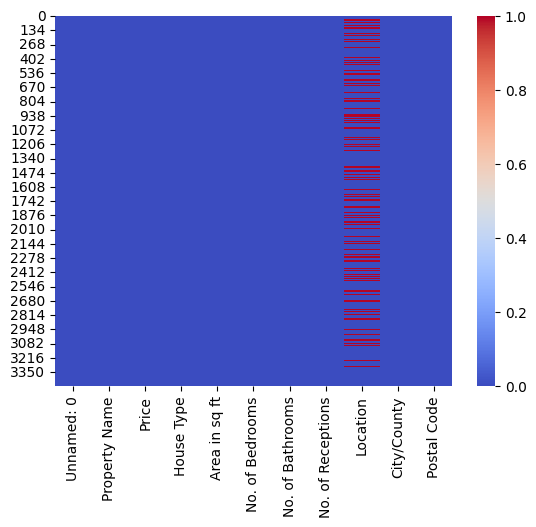 0
134
268
402
536
670
804
938
1072
1206
1340
1474
1608
1742
1876
2010
2144
2278
2412
2546
2680
2814
2948
3082
3216
3350
Unnamed: 0
Property Name
Price
House Type
Area in sq ft
No. of Bedrooms
No. of Bathrooms
No. of Receptions
Location
City/County
Postal Code
1.0
0.8
0.6
0.4
0.2
0.0